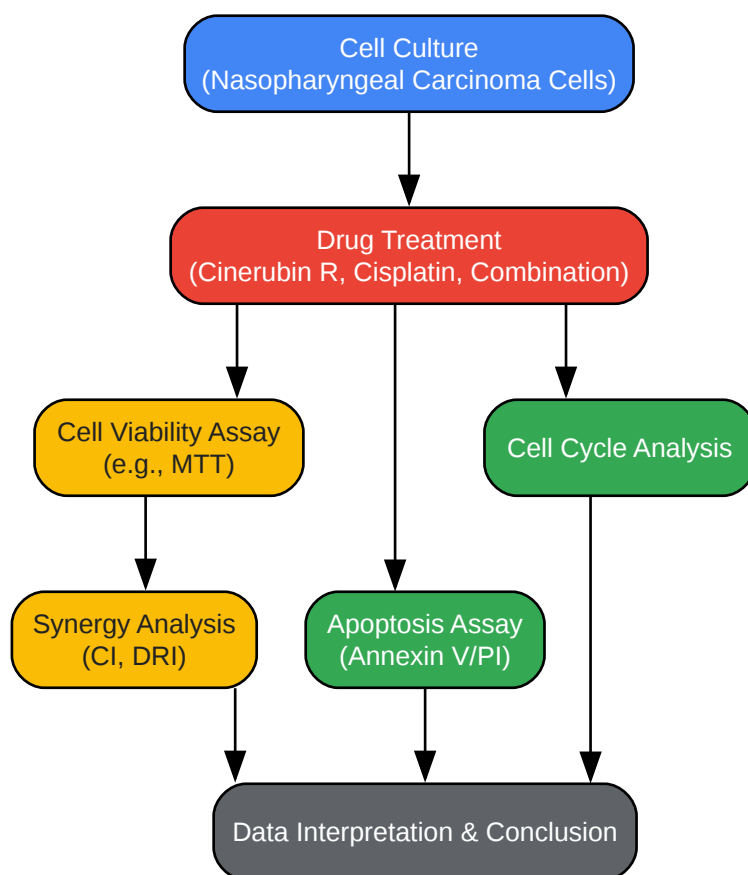 Cell Culture
(Nasopharyngeal Carcinoma Cells)
Drug Treatment
(Cinerubin R, Cisplatin, Combination)
Cell Viability Assay
(e.g., MTT)
Cell Cycle Analysis
Synergy Analysis
(CI, DRI)
Apoptosis Assay
(Annexin V/PI)
Data Interpretation & Conclusion